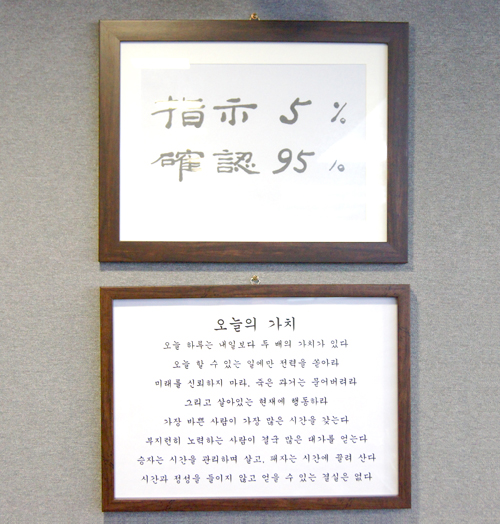 指示 5 %
確認 95 %
오늘의 가치
오늘 하루는 내일보다 두 배의 가치가 있다
오늘 할 수 있는 일에만 전력을 쏟아라
미래를 신뢰하지 마라, 죽은 과거는 묻어버려라
그리고 살아있는 현재에 행동하라
가장 바쁜 사람이 가장 많은 시간을 갖는다
부지런히 노력하는 사람이 결국 많은 대가를 얻는다
승자는 시간을 관리하며 살고, 패자는 시간에 끌려 산다
시간과 정성을 들이지 않고 얻을 수 있는 결실은 없다